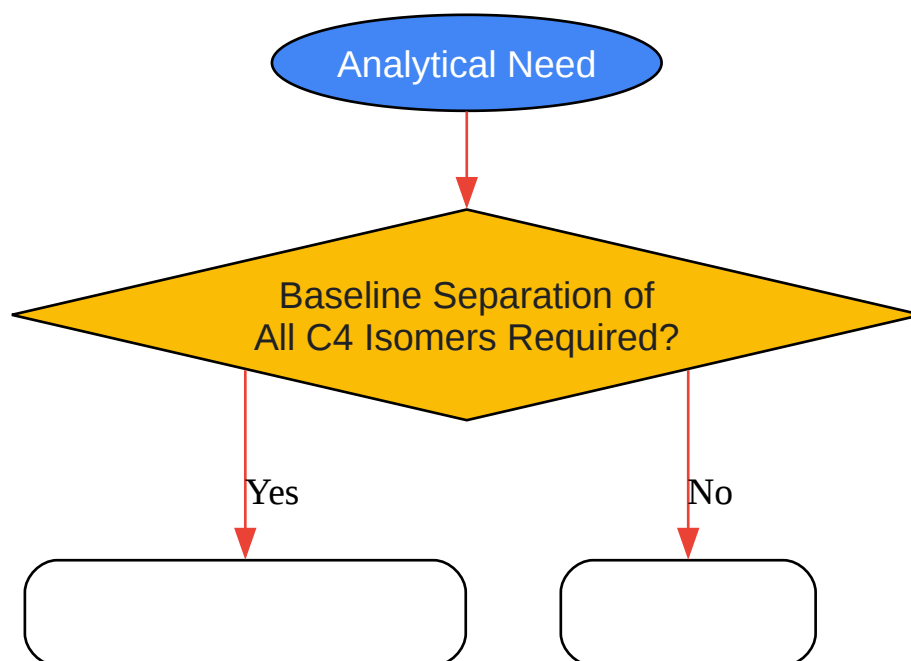 Analytical Need
Baseline Separation of
All C4 Isomers Required?
Yes
No